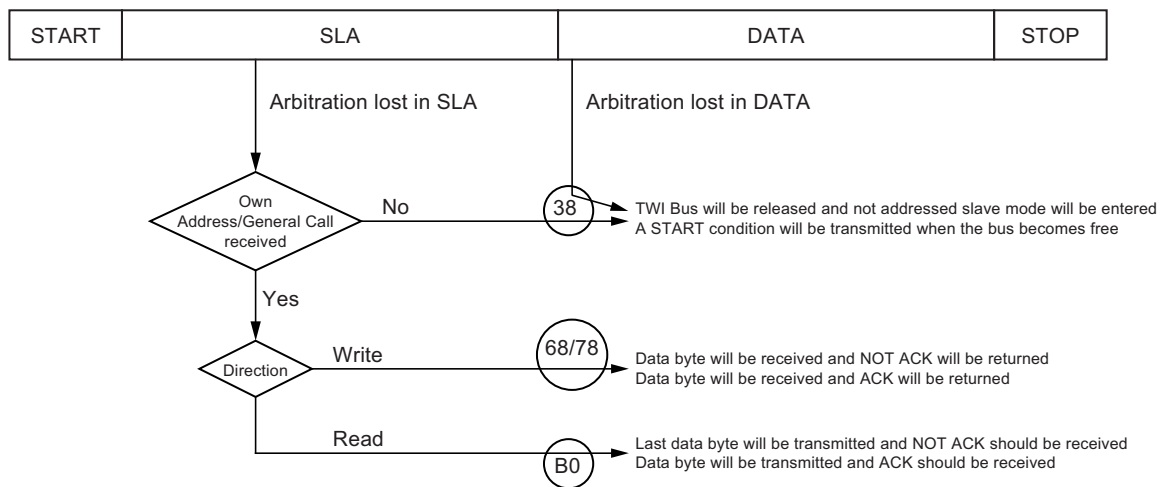 START SLA DATA STOP
Arbitration lost in SLA Arbitration lost in DATA
Own
Address/General Call
received
No
38
TWI Bus will be released and not addressed slave mode will be entered
A START condition will be transmitted when the bus becomes free
Yes
Direction
Write
68/78
Data byte will be received and NOT ACK will be returned
Data byte will be received and ACK will be returned
Read
B0
Last data byte will be transmitted and NOT ACK should be received
Data byte will be transmitted and ACK should be received